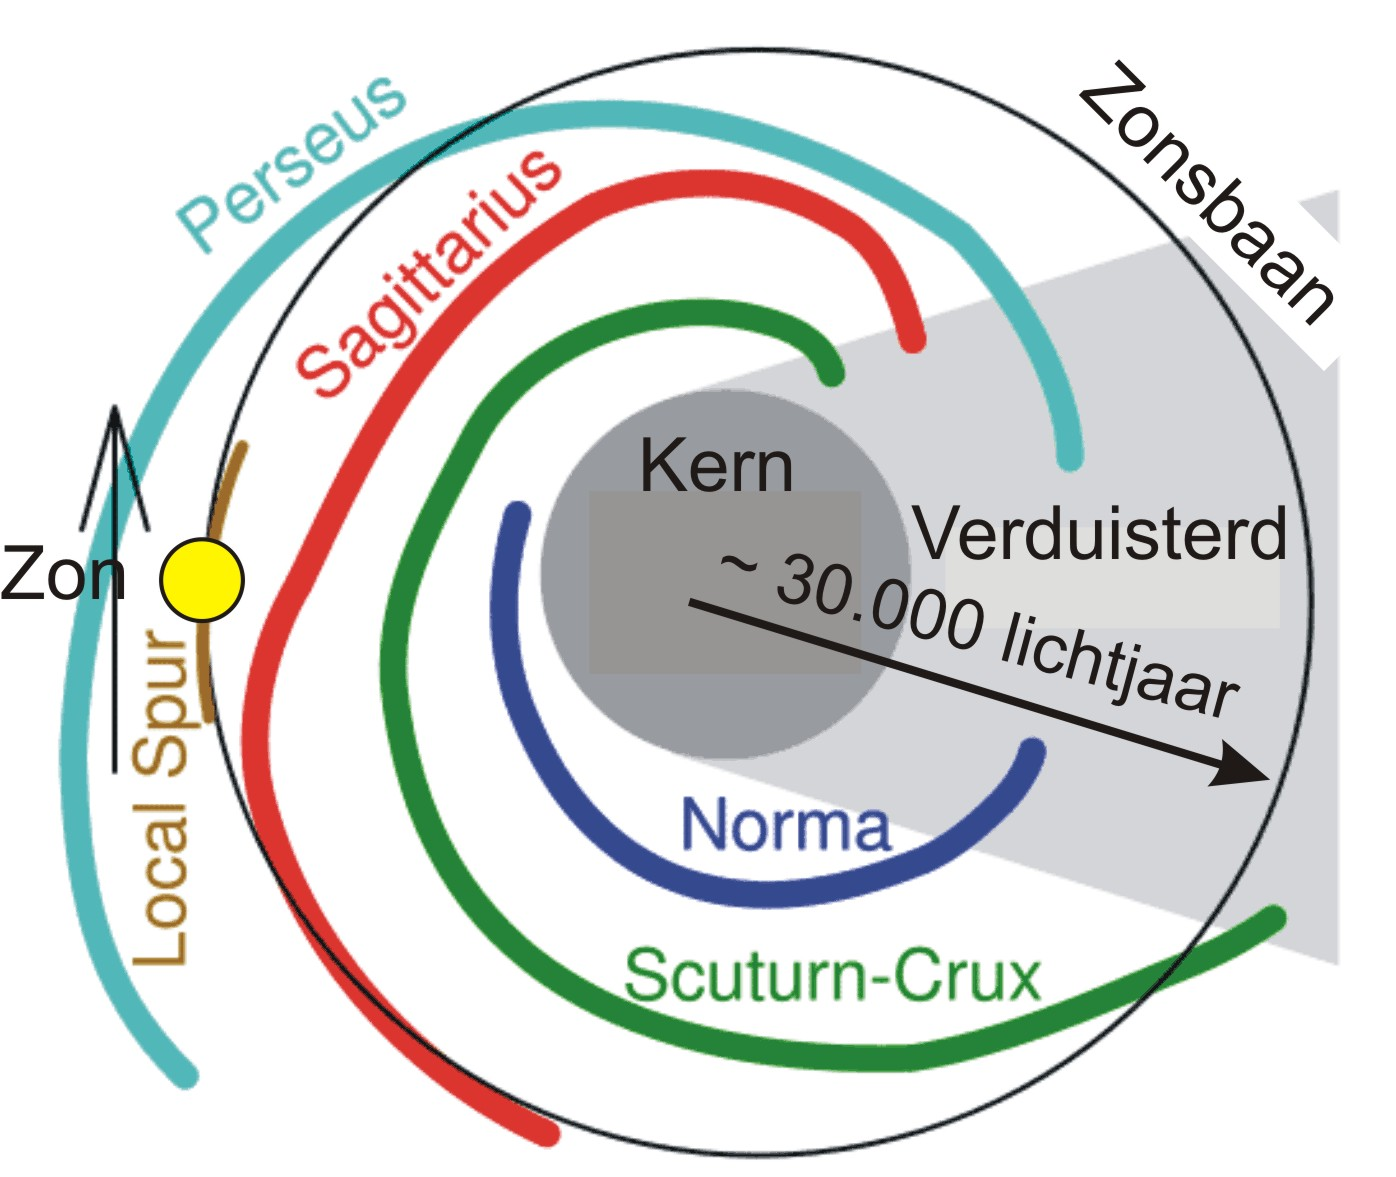 Perseus
Zonsbaan
Sagittarius
Kern
Verduisterd
~ 30.000 lichtjaar
Zon
Local Spur
Norma
Scuturn-Crux